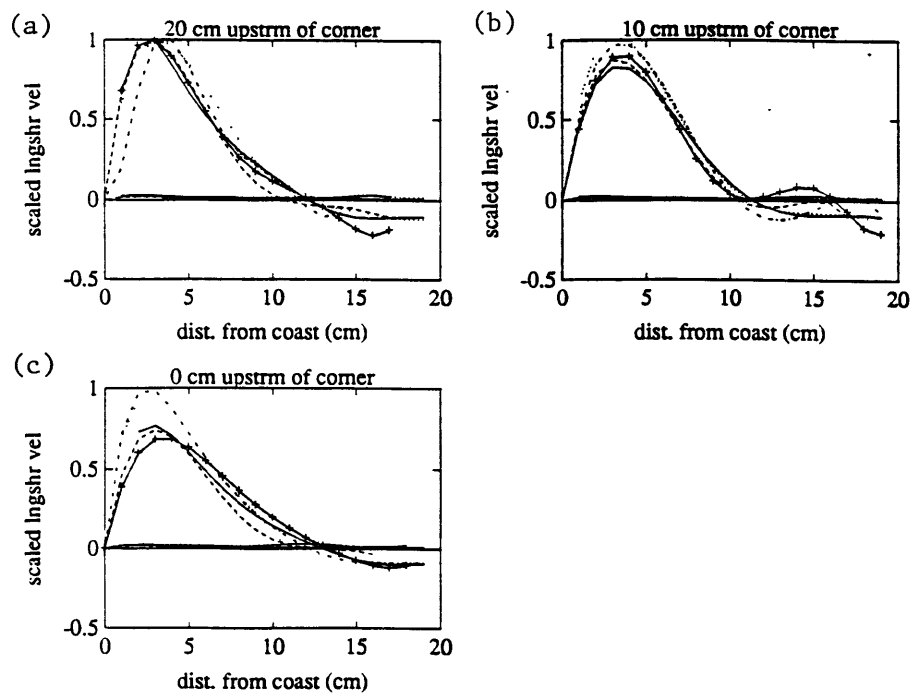 (a)
20 cm upstrm of corner
1
0.5
0
-0.5
scaled lngshr vel
0 5 10 15 20
dist. from coast (cm)
(b)
10 cm upstrm of corner
1
0.5
0
-0.5
scaled lngshr vel
0 5 10 15 20
dist. from coast (cm)
(c)
0 cm upstrm of corner
1
0.5
0
-0.5
scaled lngshr vel
0 5 10 15 20
dist. from coast (cm)